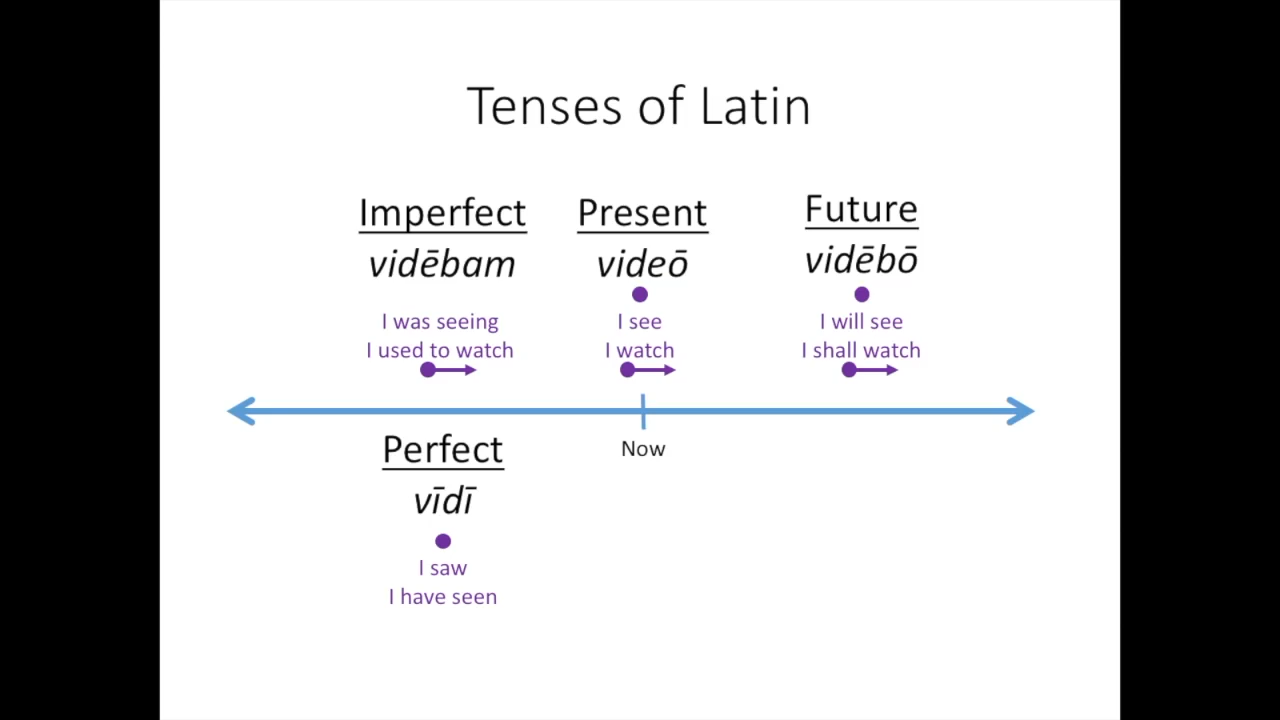 Tenses of Latin
Imperfect
vidēbam
I was seeing
I used to watch
Present
videō
I see
I watch
Future
vidēbō
I will see
I shall watch
Now
Perfect
vīdī
I saw
I have seen